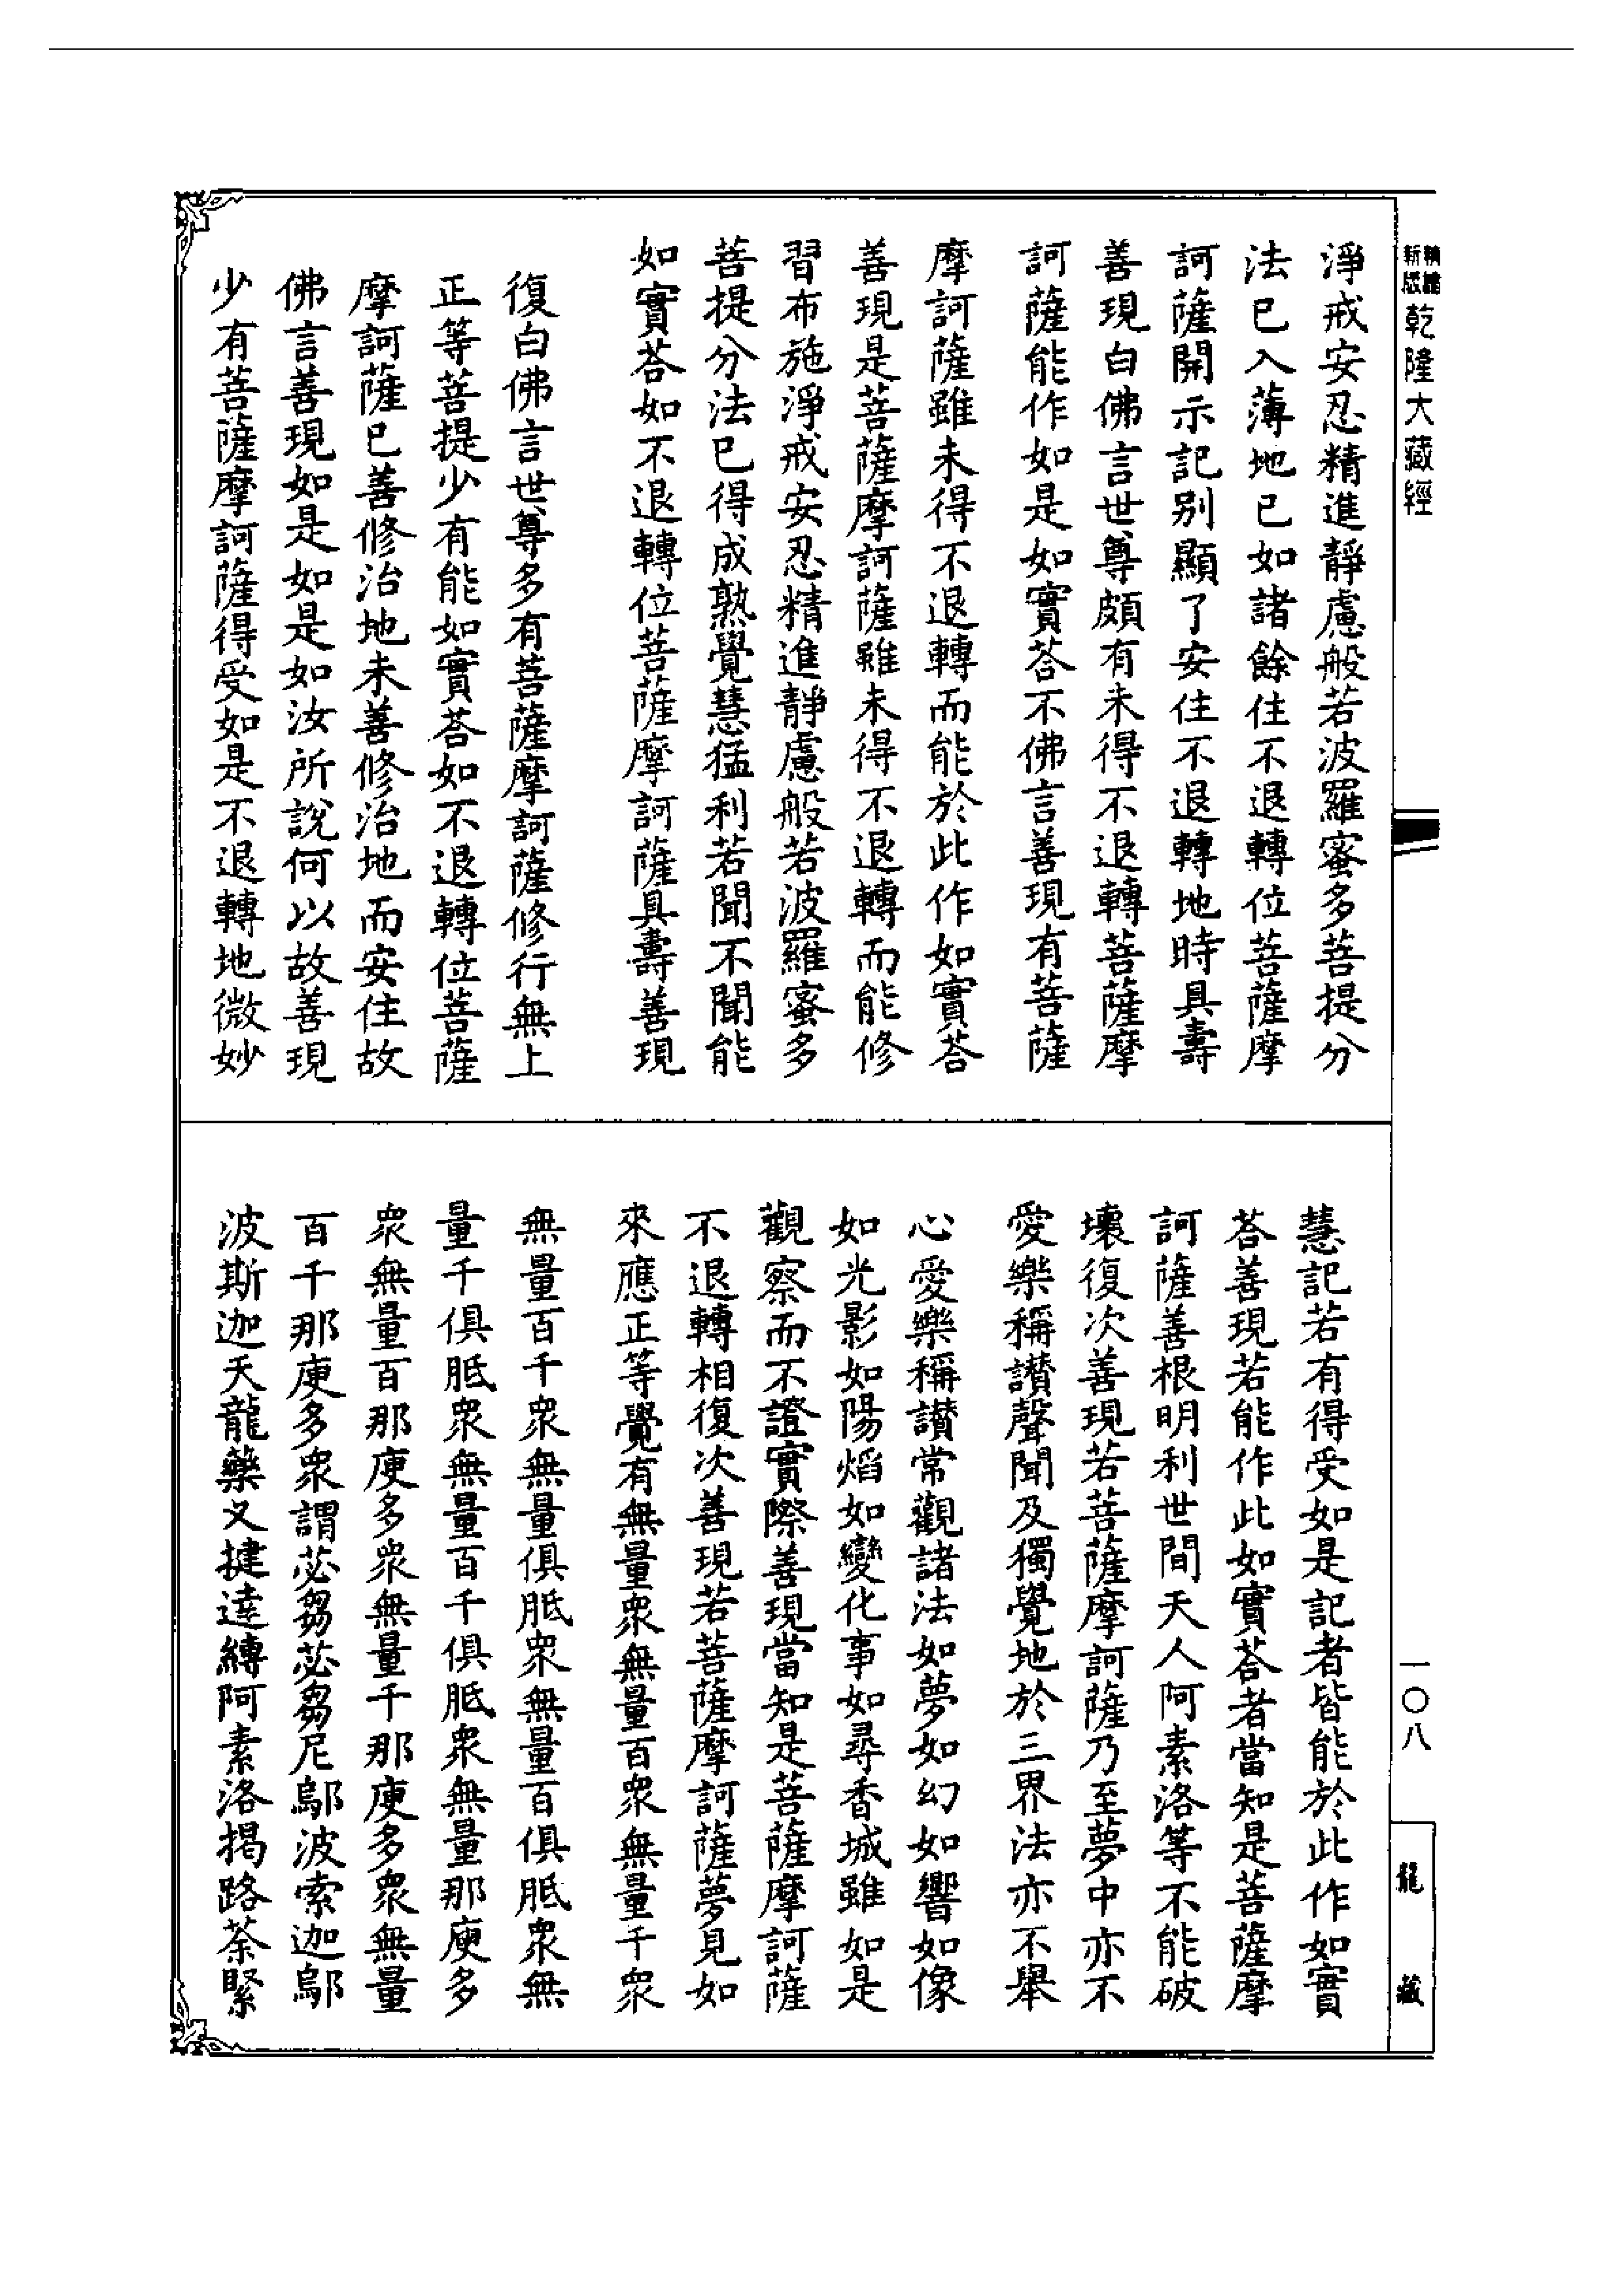 精緻
新版
乾隆大藏經
淨戒安忍精進靜慮般若波羅蜜多菩提分
法已入薄地已如諸餘住不退轉位菩薩摩
訶薩開示記別顯了安住不退轉地時具壽
善現白佛言世尊頗有未得不退轉菩薩摩
訶薩能作如是如實荅不佛言善現有菩薩
摩訶薩雖未得不退轉而能於此作如實荅
善現是菩薩摩訶薩雖未得不退轉而能修
習布施淨戒安忍精進靜慮般若波羅蜜多
菩提分法已得成熟覺慧猛利若聞不聞能
如實荅如不退轉位菩薩摩訶薩具壽善現
復白佛言世尊多有菩薩摩訶薩修行無上
正等菩提少有能如實荅如不退轉位菩薩
摩訶薩已善修治地未善修治地而安住故
佛言善現如是如是如汝所說何以故善現
少有菩薩摩訶薩得受如是不退轉地微妙
慧記若有得受如是記者皆能於此作如實
荅善現若能作此如實荅者當知是菩薩摩
訶薩善根明利世間天人阿素洛等不能破
壞復次善現若菩薩摩訶薩乃至夢中亦不
愛樂稱讚聲聞及獨覺地於三界法亦不舉
心愛樂稱讚常觀諸法如夢如幻如響如像
如光影如陽焰如變化事如尋香城雖如是
觀察而不證實際善現當知是菩薩摩訶薩
不退轉相復次善現若菩薩摩訶薩夢見如
來應正等覺有無量眾無量百眾無量千眾
無量百千眾無量俱胝眾無量百俱胝眾無
量千俱胝眾無量百千俱胝眾無量那庾多
眾無量百那庾多眾無量千那庾多眾無量
百千那庾多眾謂苾芻苾芻尼鄔波索迦鄔
波斯迦天龍藥叉揵達縛阿素洛揭路荼緊
一〇八
龍藏